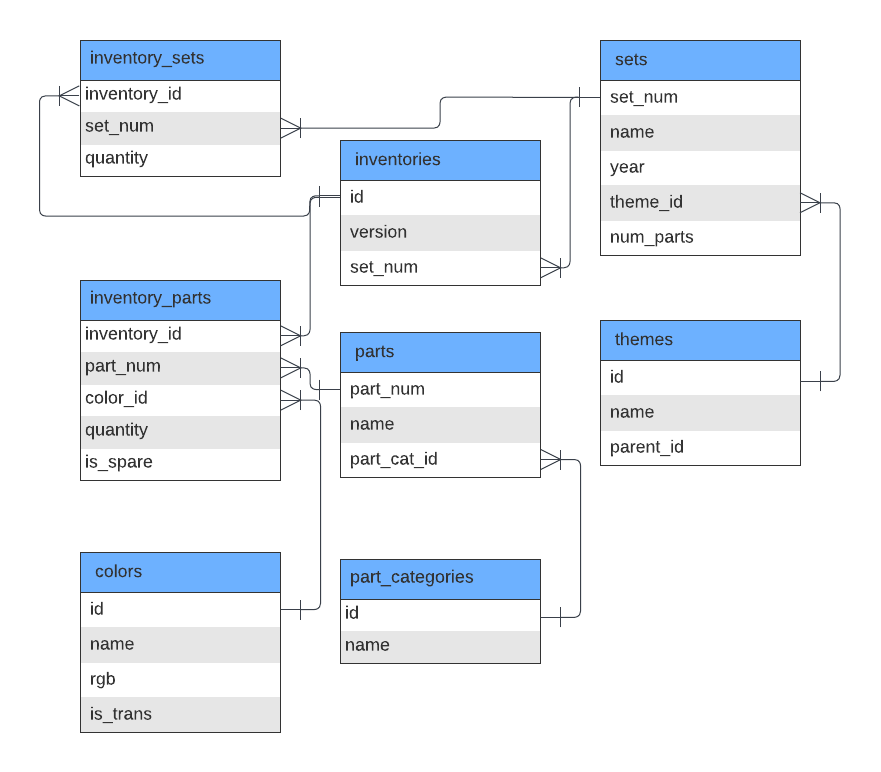 inventory_sets
inventory_id
set_num
quantity
sets
set_num
name
year
theme_id
num_parts
inventories
id
version
set_num
inventory_parts
inventory_id
part_num
color_id
quantity
is_spare
parts
part_num
name
part_cat_id
themes
id
name
parent_id
colors
id
name
rgb
is_trans
part_categories
id
name